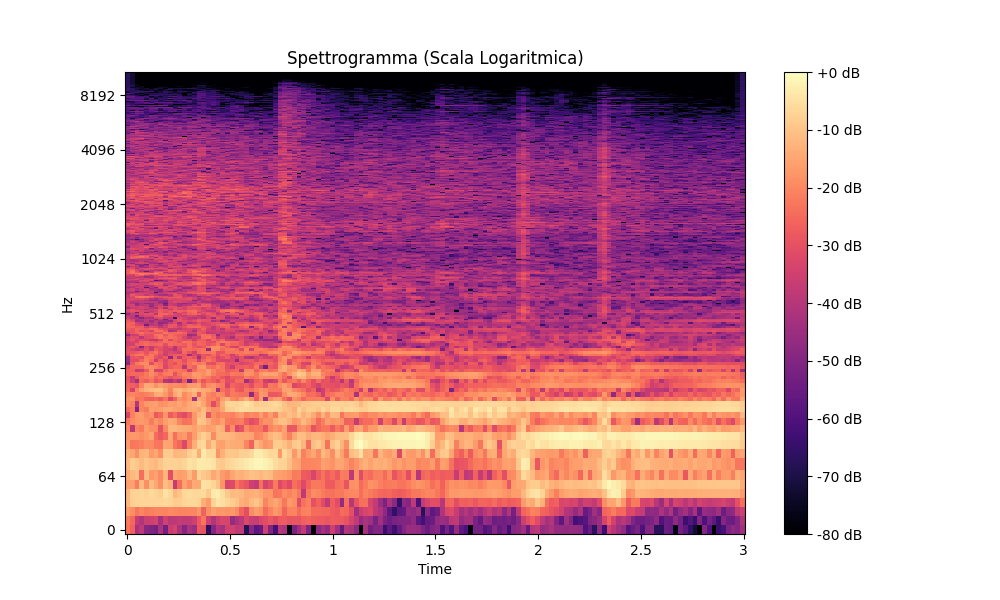 Spettrogramma (Scala Logaritmica)
8192
4096
2048
1024
512
256
128
64
0
Hz
0
0.5
1
1.5
2
2.5
3
Time
+0 dB
-10 dB
-20 dB
-30 dB
-40 dB
-50 dB
-60 dB
-70 dB
-80 dB